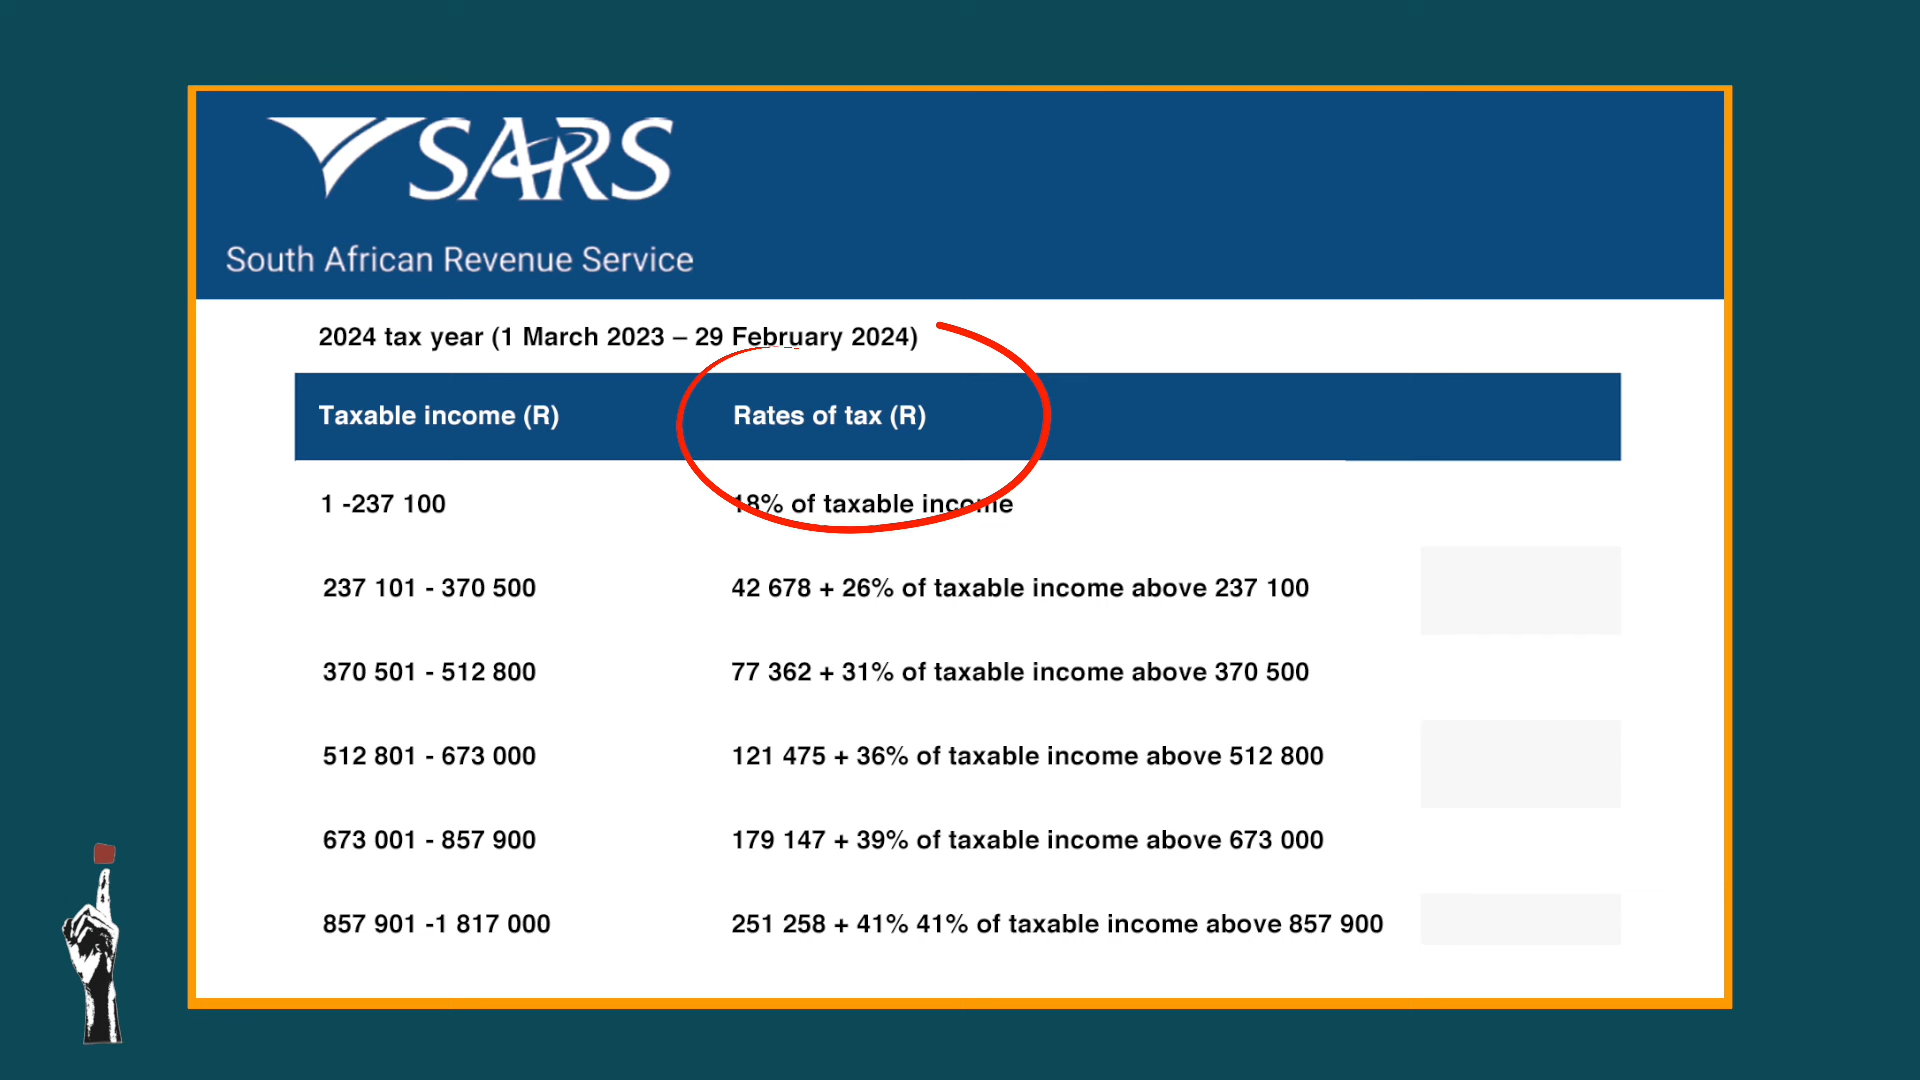 SARS
South African Revenue Service
2024 tax year (1 March 2023 – 29 February 2024)
Taxable income (R) Rates of tax (R)
1 -237 100 18% of taxable income
237 101 - 370 500 42 678 + 26% of taxable income above 237 100
370 501 - 512 800 77 362 + 31% of taxable income above 370 500
512 801 - 673 000 121 475 + 36% of taxable income above 512 800
673 001 - 857 900 179 147 + 39% of taxable income above 673 000
857 901 -1 817 000 251 258 + 41% 41% of taxable income above 857 900